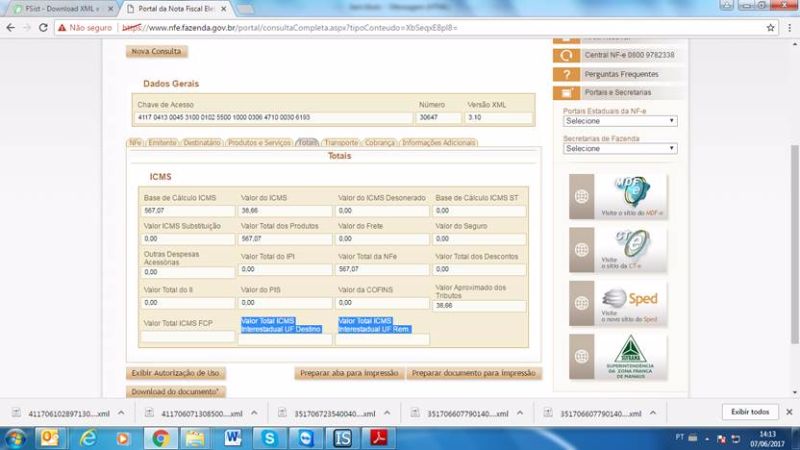 FSist - Download XML e
Portal da Nota Fiscal Ele
Não seguro
https://www.nfe.fazenda.gov.br/portal/consultaCompleta.aspx?tipoConteudo=XbSeqxE8pl8=
Nova Consulta
Dados Gerais
Chave de Acesso Número Versão XML
4117 0413 0045 3100 0102 5500 1000 0306 4710 0030 6193 30647 3.10
NFe Emitente Destinatário Produtos e Serviços Totais Transporte Cobrança Informações Adicionais
Totais
ICMS
Base de Cálculo ICMS Valor do ICMS Valor do ICMS Desonerado Base de Cálculo ICMS ST
567,07 38,66 0,00 0,00
Valor ICMS Substituição Valor Total dos Produtos Valor do Frete Valor do Seguro
0,00 567,07 0,00 0,00
Outras Despesas Acessórias Valor Total do IPI Valor Total da NFe Valor Total dos Descontos
0,00 0,00 567,07 0,00
Valor Total do II Valor do PIS Valor da COFINS Valor Aproximado dos Tributos
0,00 0,00 0,00 38,66
Valor Total ICMS FCP Valor Total ICMS Interestadual UF Destino Valor Total ICMS Interestadual UF Rem.
Exibir Autorização de Uso Preparar aba para impressão Preparar documento para impressão
Download do documento*
Central NF-e 0800 9782338
Perguntas Frequentes
Portais e Secretarias
Portais Estaduais da NF-e
Selecione
Secretarias de Fazenda
Selecione
MDF-e
Visite o sítio do MDF-e
CT-e
Visite
o sítio da CT-e
Sped
Visite
o novo sítio do Sped
SUFRAMA
SUPERINTENDÊNCIA
DA ZONA FRANCA
DE MANAUS
411706102897130....xml 411706071308500....xml 351706723540040....xml 351706607790140....xml 351706607790140....xml Exibir todos
PT
14:13
07/06/2017